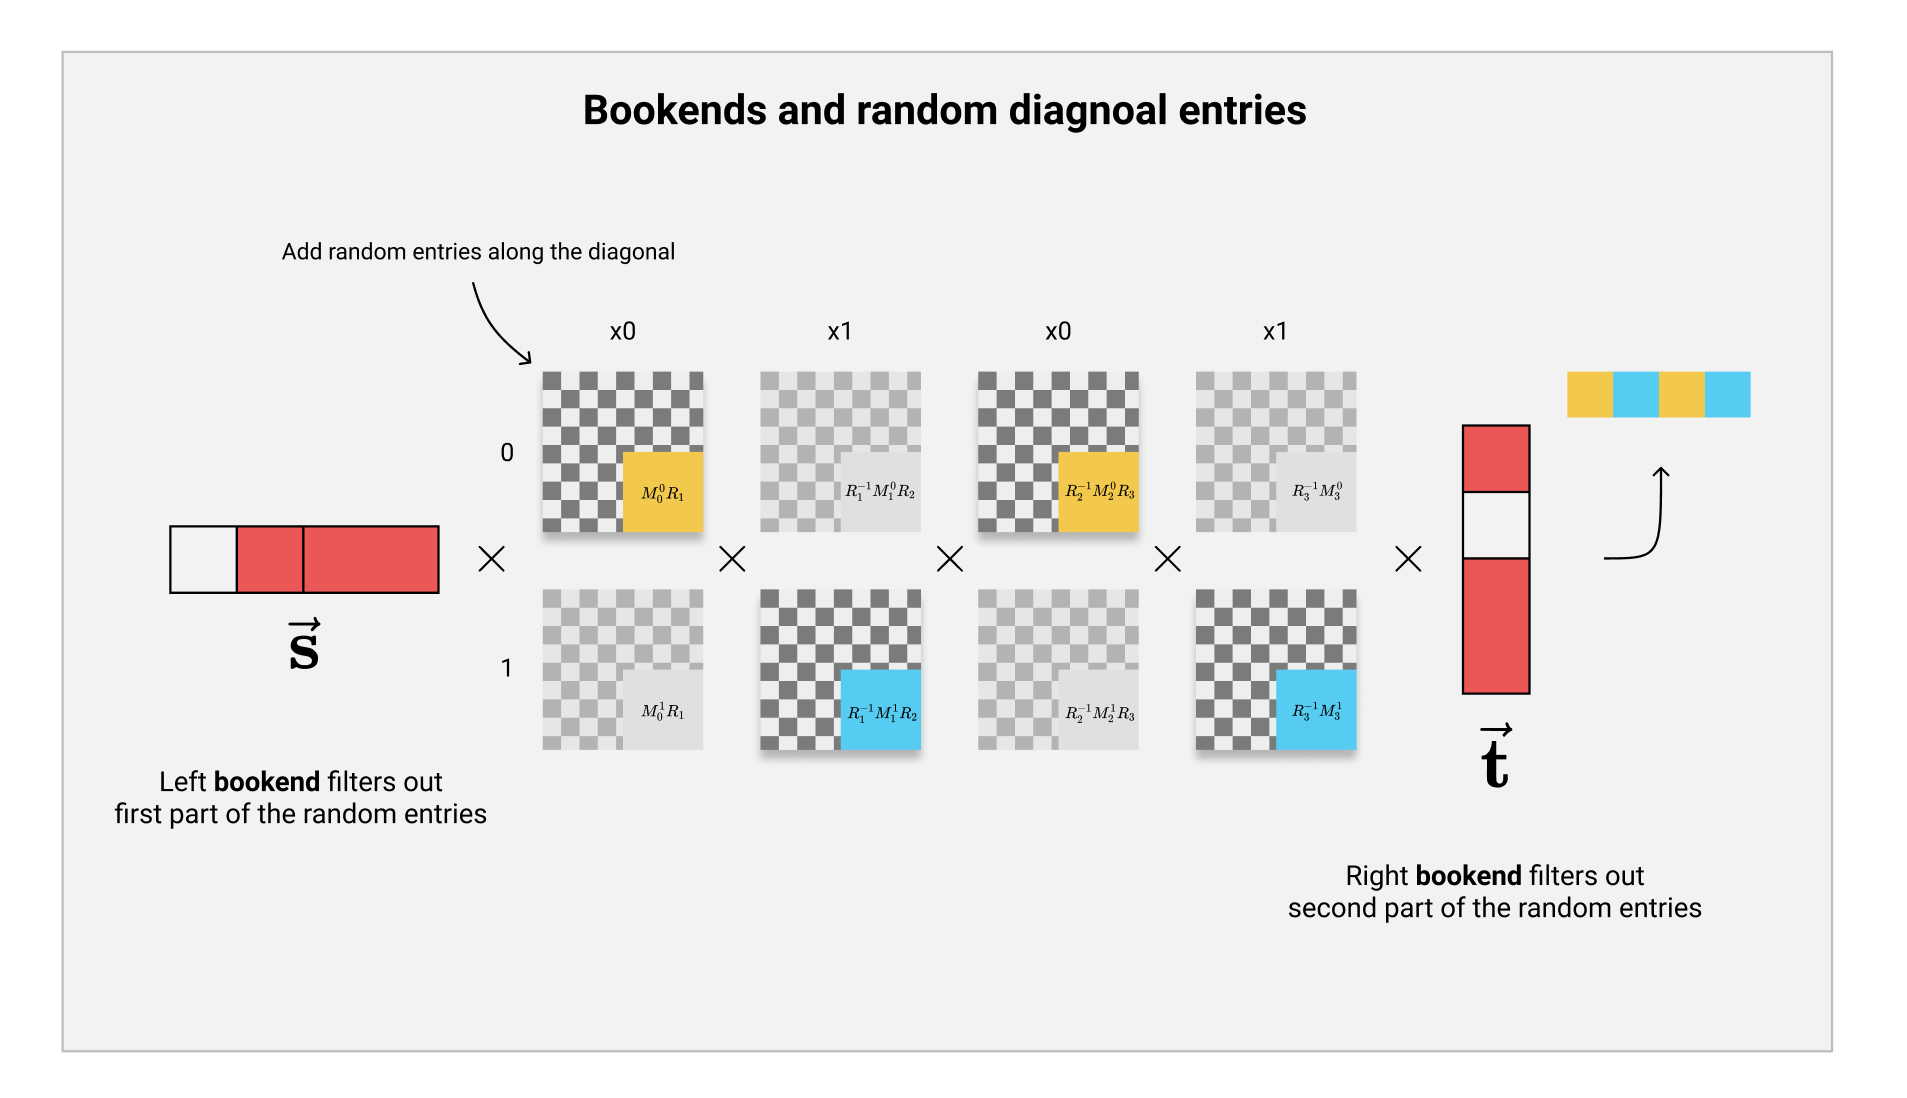 Bookends and random diagnoal entries
Add random entries along the diagonal
x0 x1 x0 x1
0
M_0^0R_1 R_1^{-1}M_1^0R_2 R_2^{-1}M_2^0R_3 R_3^{-1}M_3^0
× × × × ×
s⃗
1
M_0^1R_1 R_1^{-1}M_1^1R_2 R_2^{-1}M_2^1R_3 R_3^{-1}M_3^1
t⃗
Left bookend filters out
first part of the random entries
Right bookend filters out
second part of the random entries